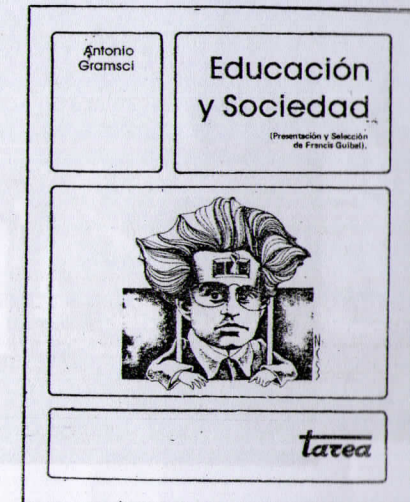 Antonio
Gramsci
Educación
y Sociedad
(Presentación y Selección
de Francis Guibal).
tarea